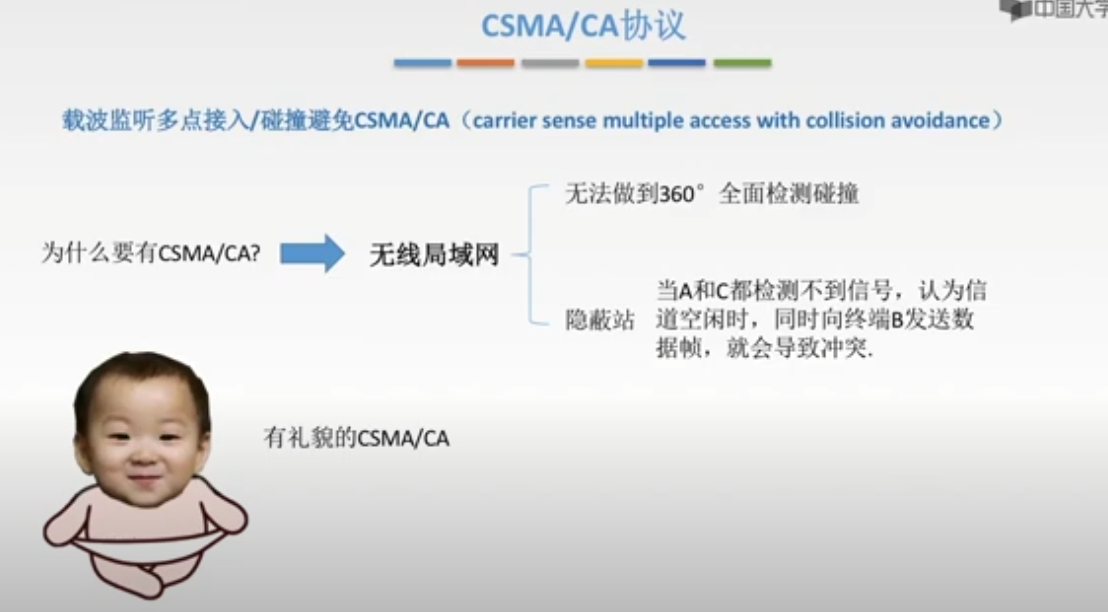 中国大学
CSMA/CA协议
载波监听多点接入/碰撞避免CSMA/CA（carrier sense multiple access with collision avoidance）
无法做到360°全面检测碰撞
为什么要有CSMA/CA?
无线局域网
隐蔽站
当A和C都检测不到信号，认为信
道空闲时，同时向终端B发送数
据帧，就会导致冲突.
有礼貌的CSMA/CA